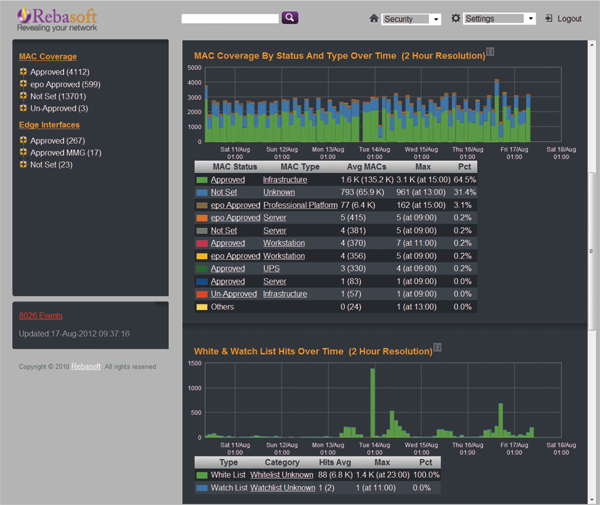 Rebasoft
Revealing your network
Security
Settings
Logout
MAC Coverage
Approved (4112)
epo Approved (599)
Not Set (13701)
Un-Approved (3)
Edge Interfaces
Approved (267)
Approved MMG (17)
Not Set (23)
8026 Events
Updated:17-Aug-2012 09:37:16
Copyright © 2010 Rebasoft. All rights reserved
MAC Coverage By Status And Type Over Time (2 Hour Resolution)
5000
4000
3000
2000
1000
0
Sat 11/Aug 01:00 Sun 12/Aug 01:00 Mon 13/Aug 01:00 Tue 14/Aug 01:00 Wed 15/Aug 01:00 Thu 16/Aug 01:00 Fri 17/Aug 01:00 Sat 18/Aug 01:00
MAC Status MAC Type Avg MACs Max Pct
Approved Infrastructure 1.6 K (135.2 K) 3.1 K (at 15:00) 64.5%
Not Set Unknown 793 (65.9 K) 961 (at 13:00) 31.4%
epo Approved Professional Platform 77 (6.4 K) 162 (at 15:00) 3.1%
epo Approved Server 5 (415) 5 (at 09:00) 0.2%
Not Set Server 4 (381) 5 (at 09:00) 0.2%
Approved Workstation 4 (370) 7 (at 11:00) 0.2%
epo Approved Workstation 4 (356) 5 (at 09:00) 0.2%
Approved UPS 3 (330) 4 (at 09:00) 0.2%
Approved Server 1 (83) 1 (at 09:00) 0.0%
Un-Approved Infrastructure 1 (57) 1 (at 09:00) 0.0%
Others 0 (24) 1 (at 13:00) 0.0%
White & Watch List Hits Over Time (2 Hour Resolution)
1500
1000
500
0
Sat 11/Aug 01:00 Sun 12/Aug 01:00 Mon 13/Aug 01:00 Tue 14/Aug 01:00 Wed 15/Aug 01:00 Thu 16/Aug 01:00 Fri 17/Aug 01:00 Sat 18/Aug 01:00
Type Category Hits Avg Max Pct
White List Whitelist Unknown 88 (6.8 K) 1.4 K (at 23:00) 100.0%
Watch List Watchlist Unknown 1 (2) 1 (at 11:00) 0.0%